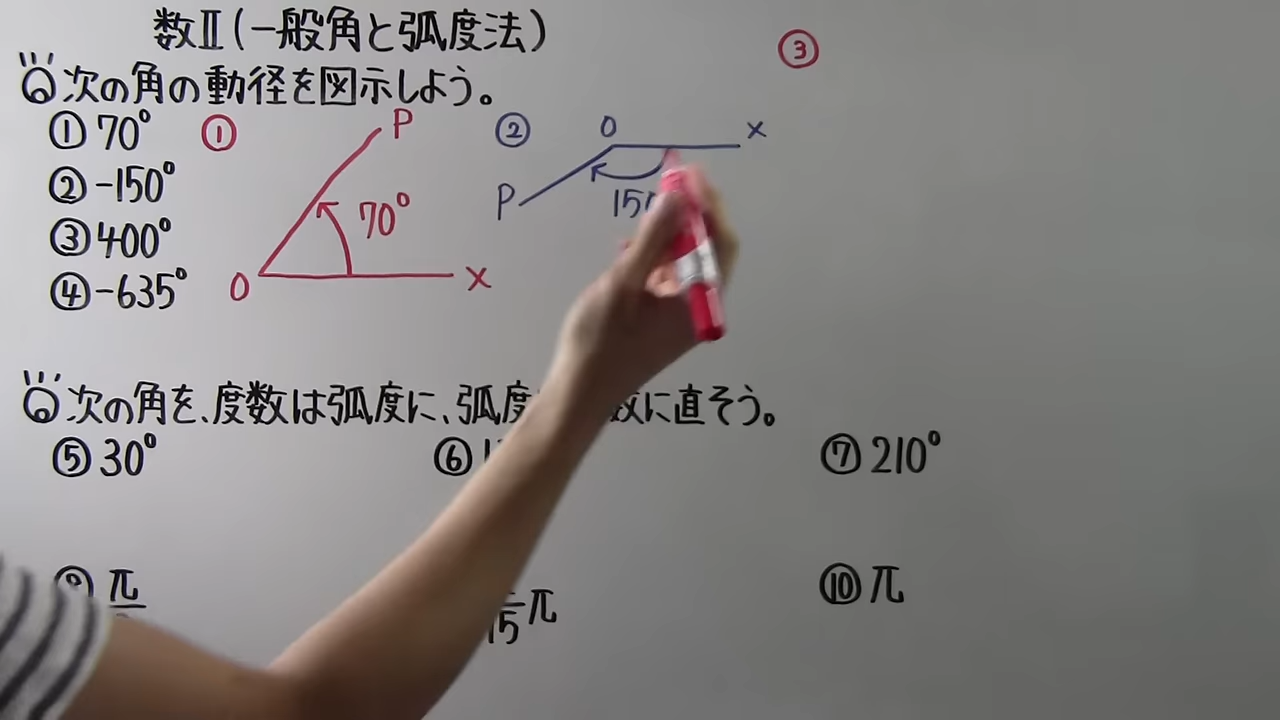 数Ⅱ(一般角と弧度法)
次の角の動径を図示しよう。
① 70°
② -150°
③ 400°
④ -635°
①
P
70°
O
X
②
O
X
P
③
次の角を、度数は弧度に、弧度
数に直そう。
⑤ 30°
⑥
⑦ 210°
π
15 π
⑩ π